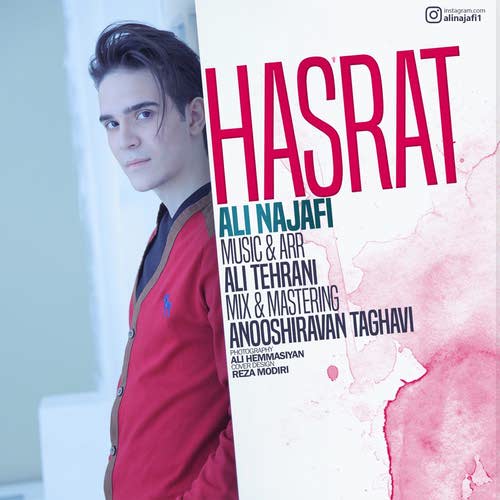 instagram.com
alinajafi1
HASRAT
ALI NAJAFI
MUSIC & ARR
ALI TEHRANI
MIX & MASTERING
ANOOSHIRAVAN TAGHAVI
PHOTOGRAPHY
ALI HEMMASIYAN
COVER DESIGN
REZA MODIRI